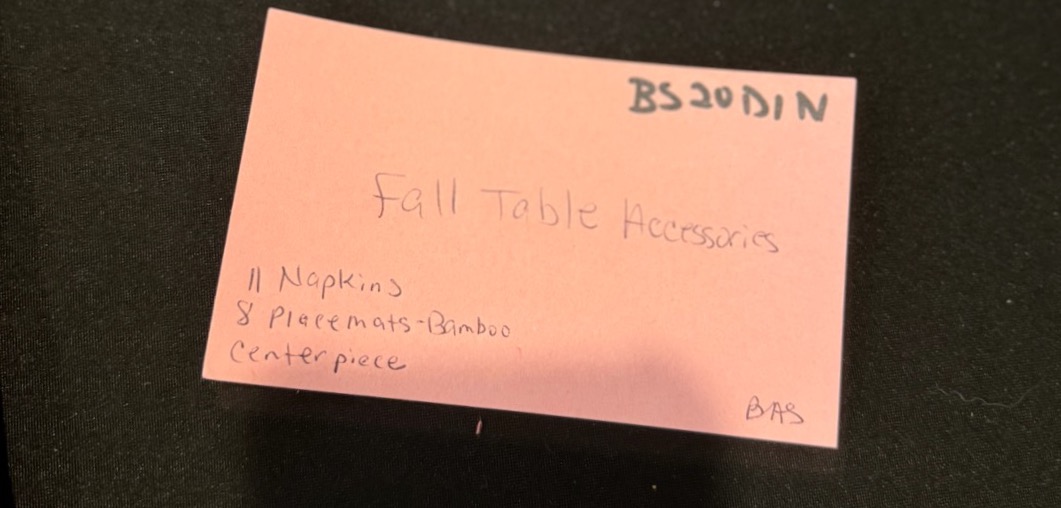 BS20DIN
Fall Table Accessories
11 Napkins
8 Placemats-Bamboo
Centerpiece
BAS